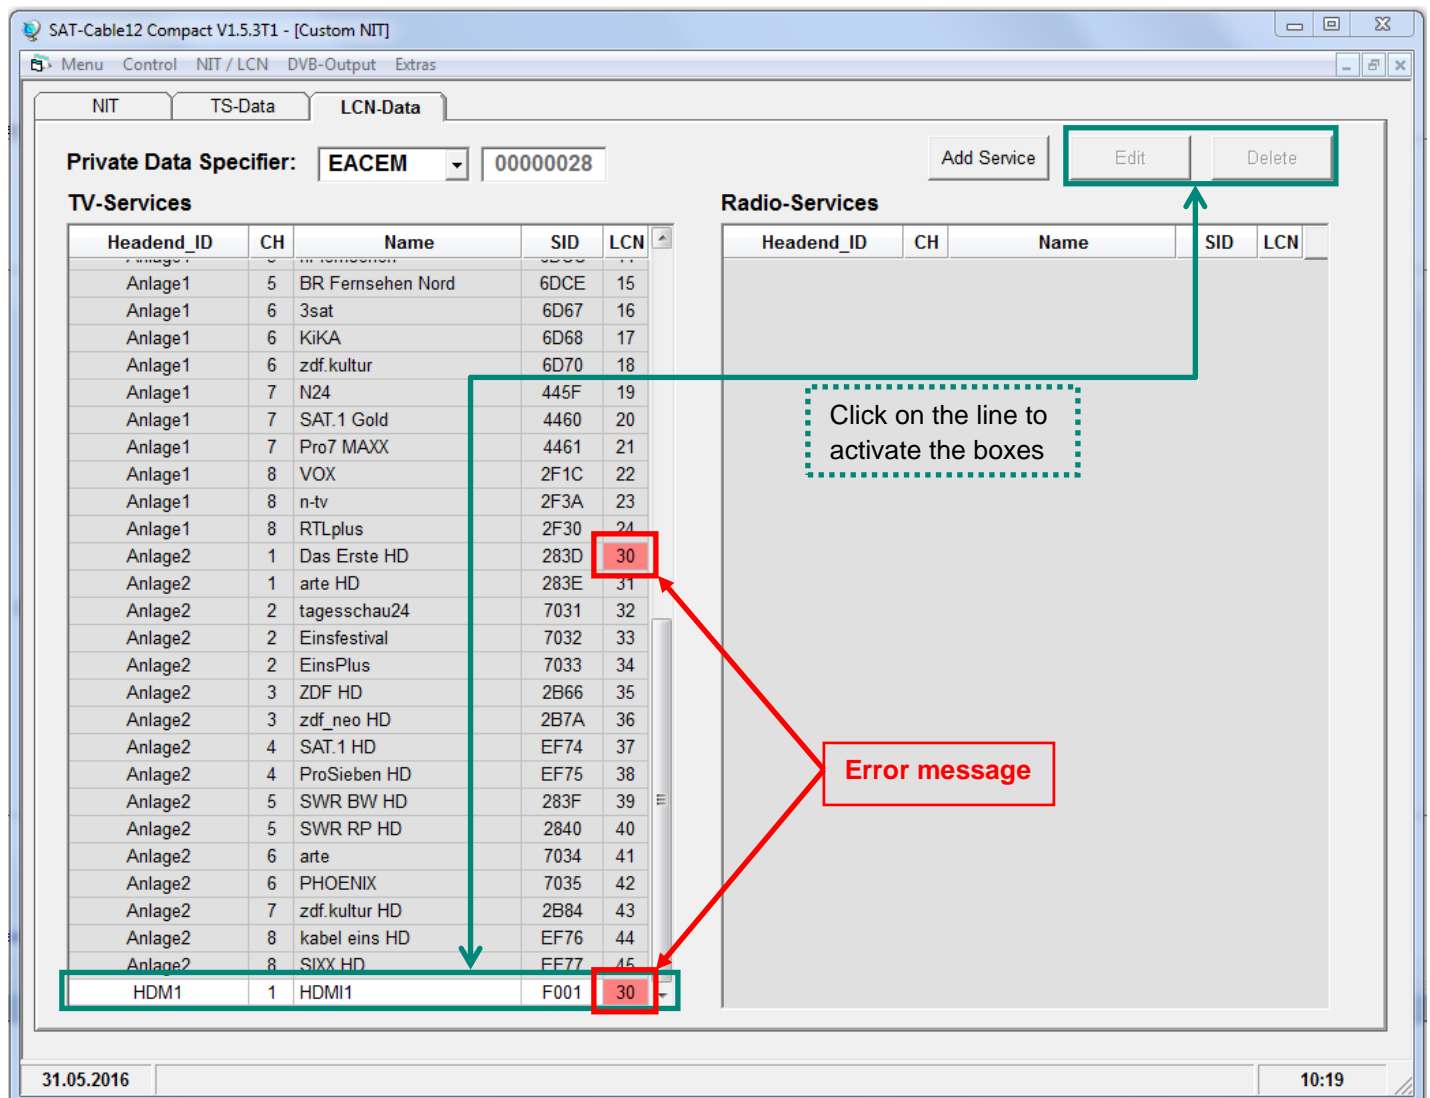 SAT-Cable12 Compact V1.5.3T1 - [Custom NIT]
Menu Control NIT / LCN DVB-Output Extras
NIT TS-Data LCN-Data
Private Data Specifier: EACEM 00000028 Add Service Edit Delete
TV-Services Radio-Services
Headend_ID CH Name SID LCN Headend_ID CH Name SID LCN
Anlage1 5 BR Fernsehen Nord 6DCE 15
Anlage1 6 3sat 6D67 16
Anlage1 6 KiKA 6D68 17
Anlage1 6 zdf.kultur 6D70 18
Anlage1 7 N24 445F 19
Anlage1 7 SAT.1 Gold 4460 20
Anlage1 7 Pro7 MAXX 4461 21
Anlage1 8 VOX 2F1C 22
Anlage1 8 n-tv 2F3A 23
Anlage1 8 RTLplus 2F30 24
Anlage2 1 Das Erste HD 283D 30
Anlage2 1 arte HD 283E 31
Anlage2 2 tagesschau24 7031 32
Anlage2 2 Einsfestival 7032 33
Anlage2 2 EinsPlus 7033 34
Anlage2 3 ZDF HD 2B66 35
Anlage2 3 zdf_neo HD 2B7A 36
Anlage2 4 SAT.1 HD EF74 37
Anlage2 4 ProSieben HD EF75 38
Anlage2 5 SWR BW HD 283F 39
Anlage2 5 SWR RP HD 2840 40
Anlage2 6 arte 7034 41
Anlage2 6 PHOENIX 7035 42
Anlage2 7 zdf.kultur HD 2B84 43
Anlage2 8 kabel eins HD EF76 44
Anlage2 8 SIXX HD EF77 45
HDM1 1 HDMI1 F001 30
Click on the line to
activate the boxes
Error message
31.05.2016 10:19